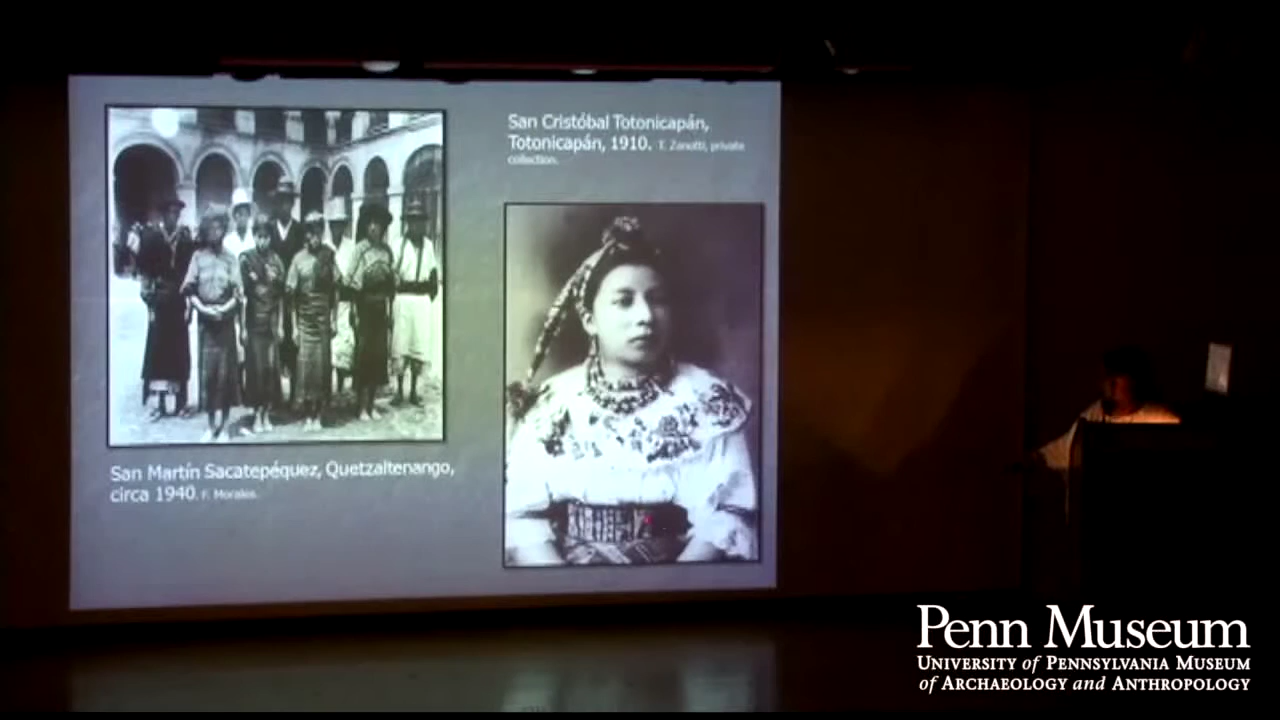 San Cristóbal Totonicapán,
Totonicapán, 1910. T. Zanotti, private
collection.
San Martín Sacatepéquez, Quetzaltenango,
circa 1940. F. Morales.
Penn Museum
UNIVERSITY of PENNSYLVANIA MUSEUM
of ARCHAEOLOGY and ANTHROPOLOGY